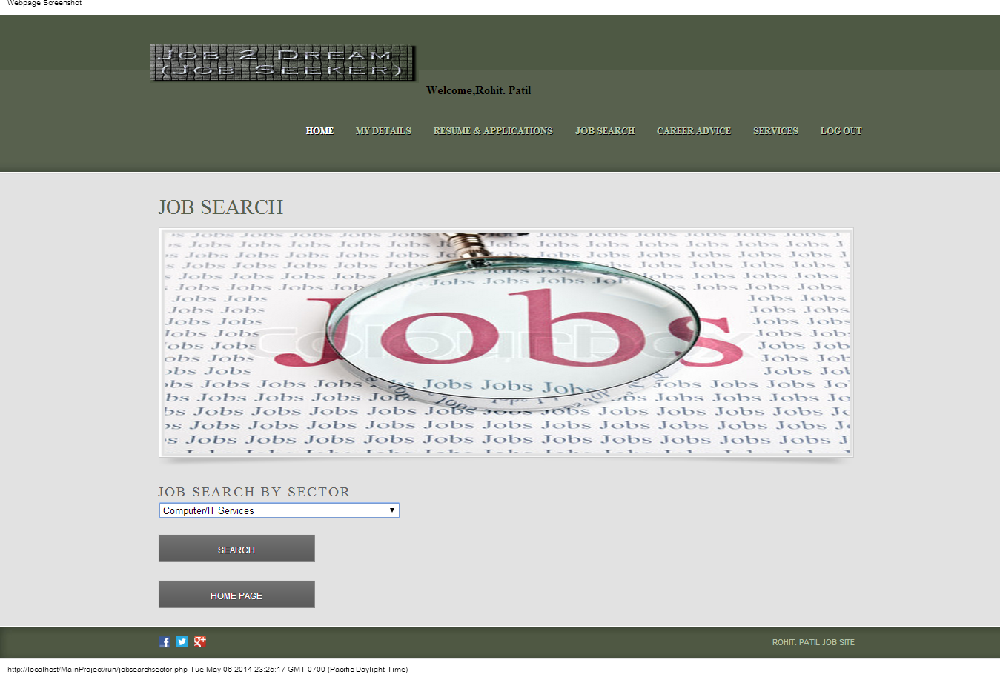 Webpage Screenshot
Job 2 Dream
(Job Seeker)
Welcome,Rohit. Patil
HOME MY DETAILS RESUME & APPLICATIONS JOB SEARCH CAREER ADVICE SERVICES LOG OUT
JOB SEARCH
Jobs
colourbox
JOB SEARCH BY SECTOR
Computer/IT Services
SEARCH
HOME PAGE
ROHIT. PATIL JOB SITE
http://localhost/MainProject/run/jobsearchsector.php Tue May 06 2014 23:25:17 GMT-0700 (Pacific Daylight Time)